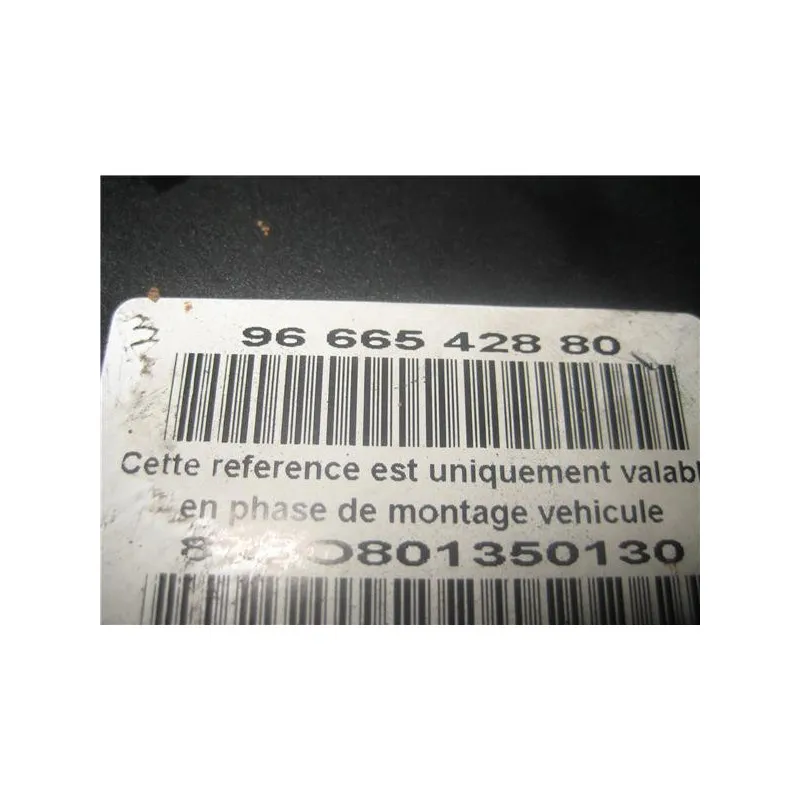 96 665 428 80
Cette reference est uniquement valabl
en phase de montage vehicule